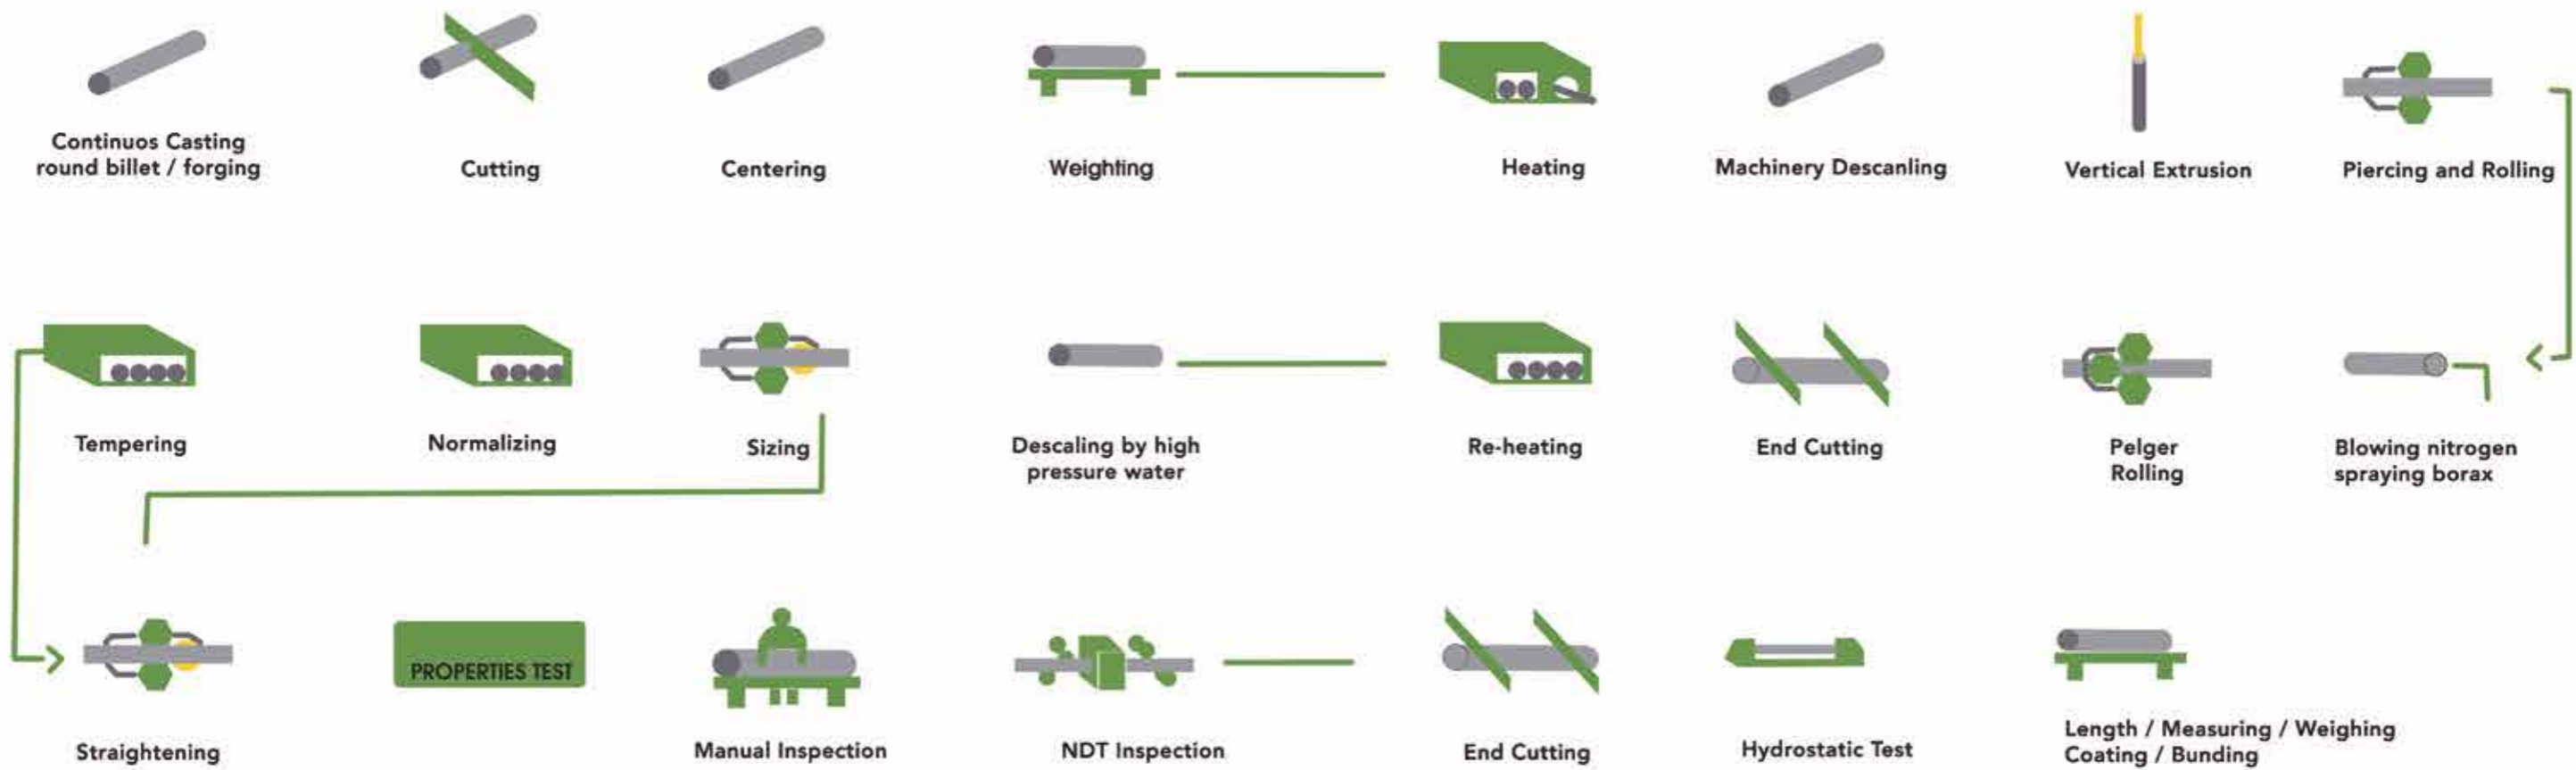 Continuos Casting
round billet / forging
Cutting
Centering
Weighting
Heating
Machinery Descanling
Vertical Extrusion
Piercing and Rolling
Tempering
Normalizing
Sizing
Descaling by high
pressure water
Re-heating
End Cutting
Pelger
Rolling
Blowing nitrogen
spraying borax
Straightening
PROPERTIES TEST
Manual Inspection
NDT Inspection
End Cutting
Hydrostatic Test
Length / Measuring / Weighing
Coating / Bunding